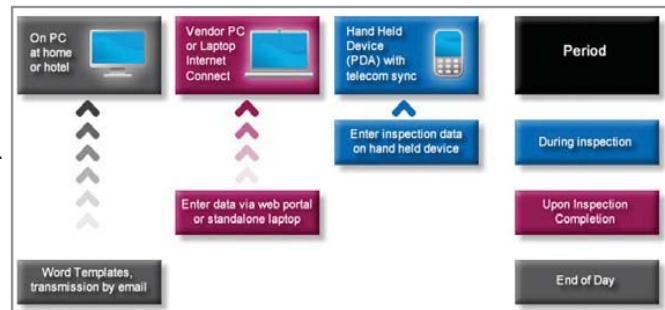 On PC
at home
or hotel
Vendor PC
or Laptop
Internet
Connect
Hand Held
Device
(PDA) with
telecom sync
Period
Enter inspection data
on hand held device
During inspection
Enter data via web portal
or standalone laptop
Upon Inspection
Completion
Word Templates,
transmission by email
End of Day